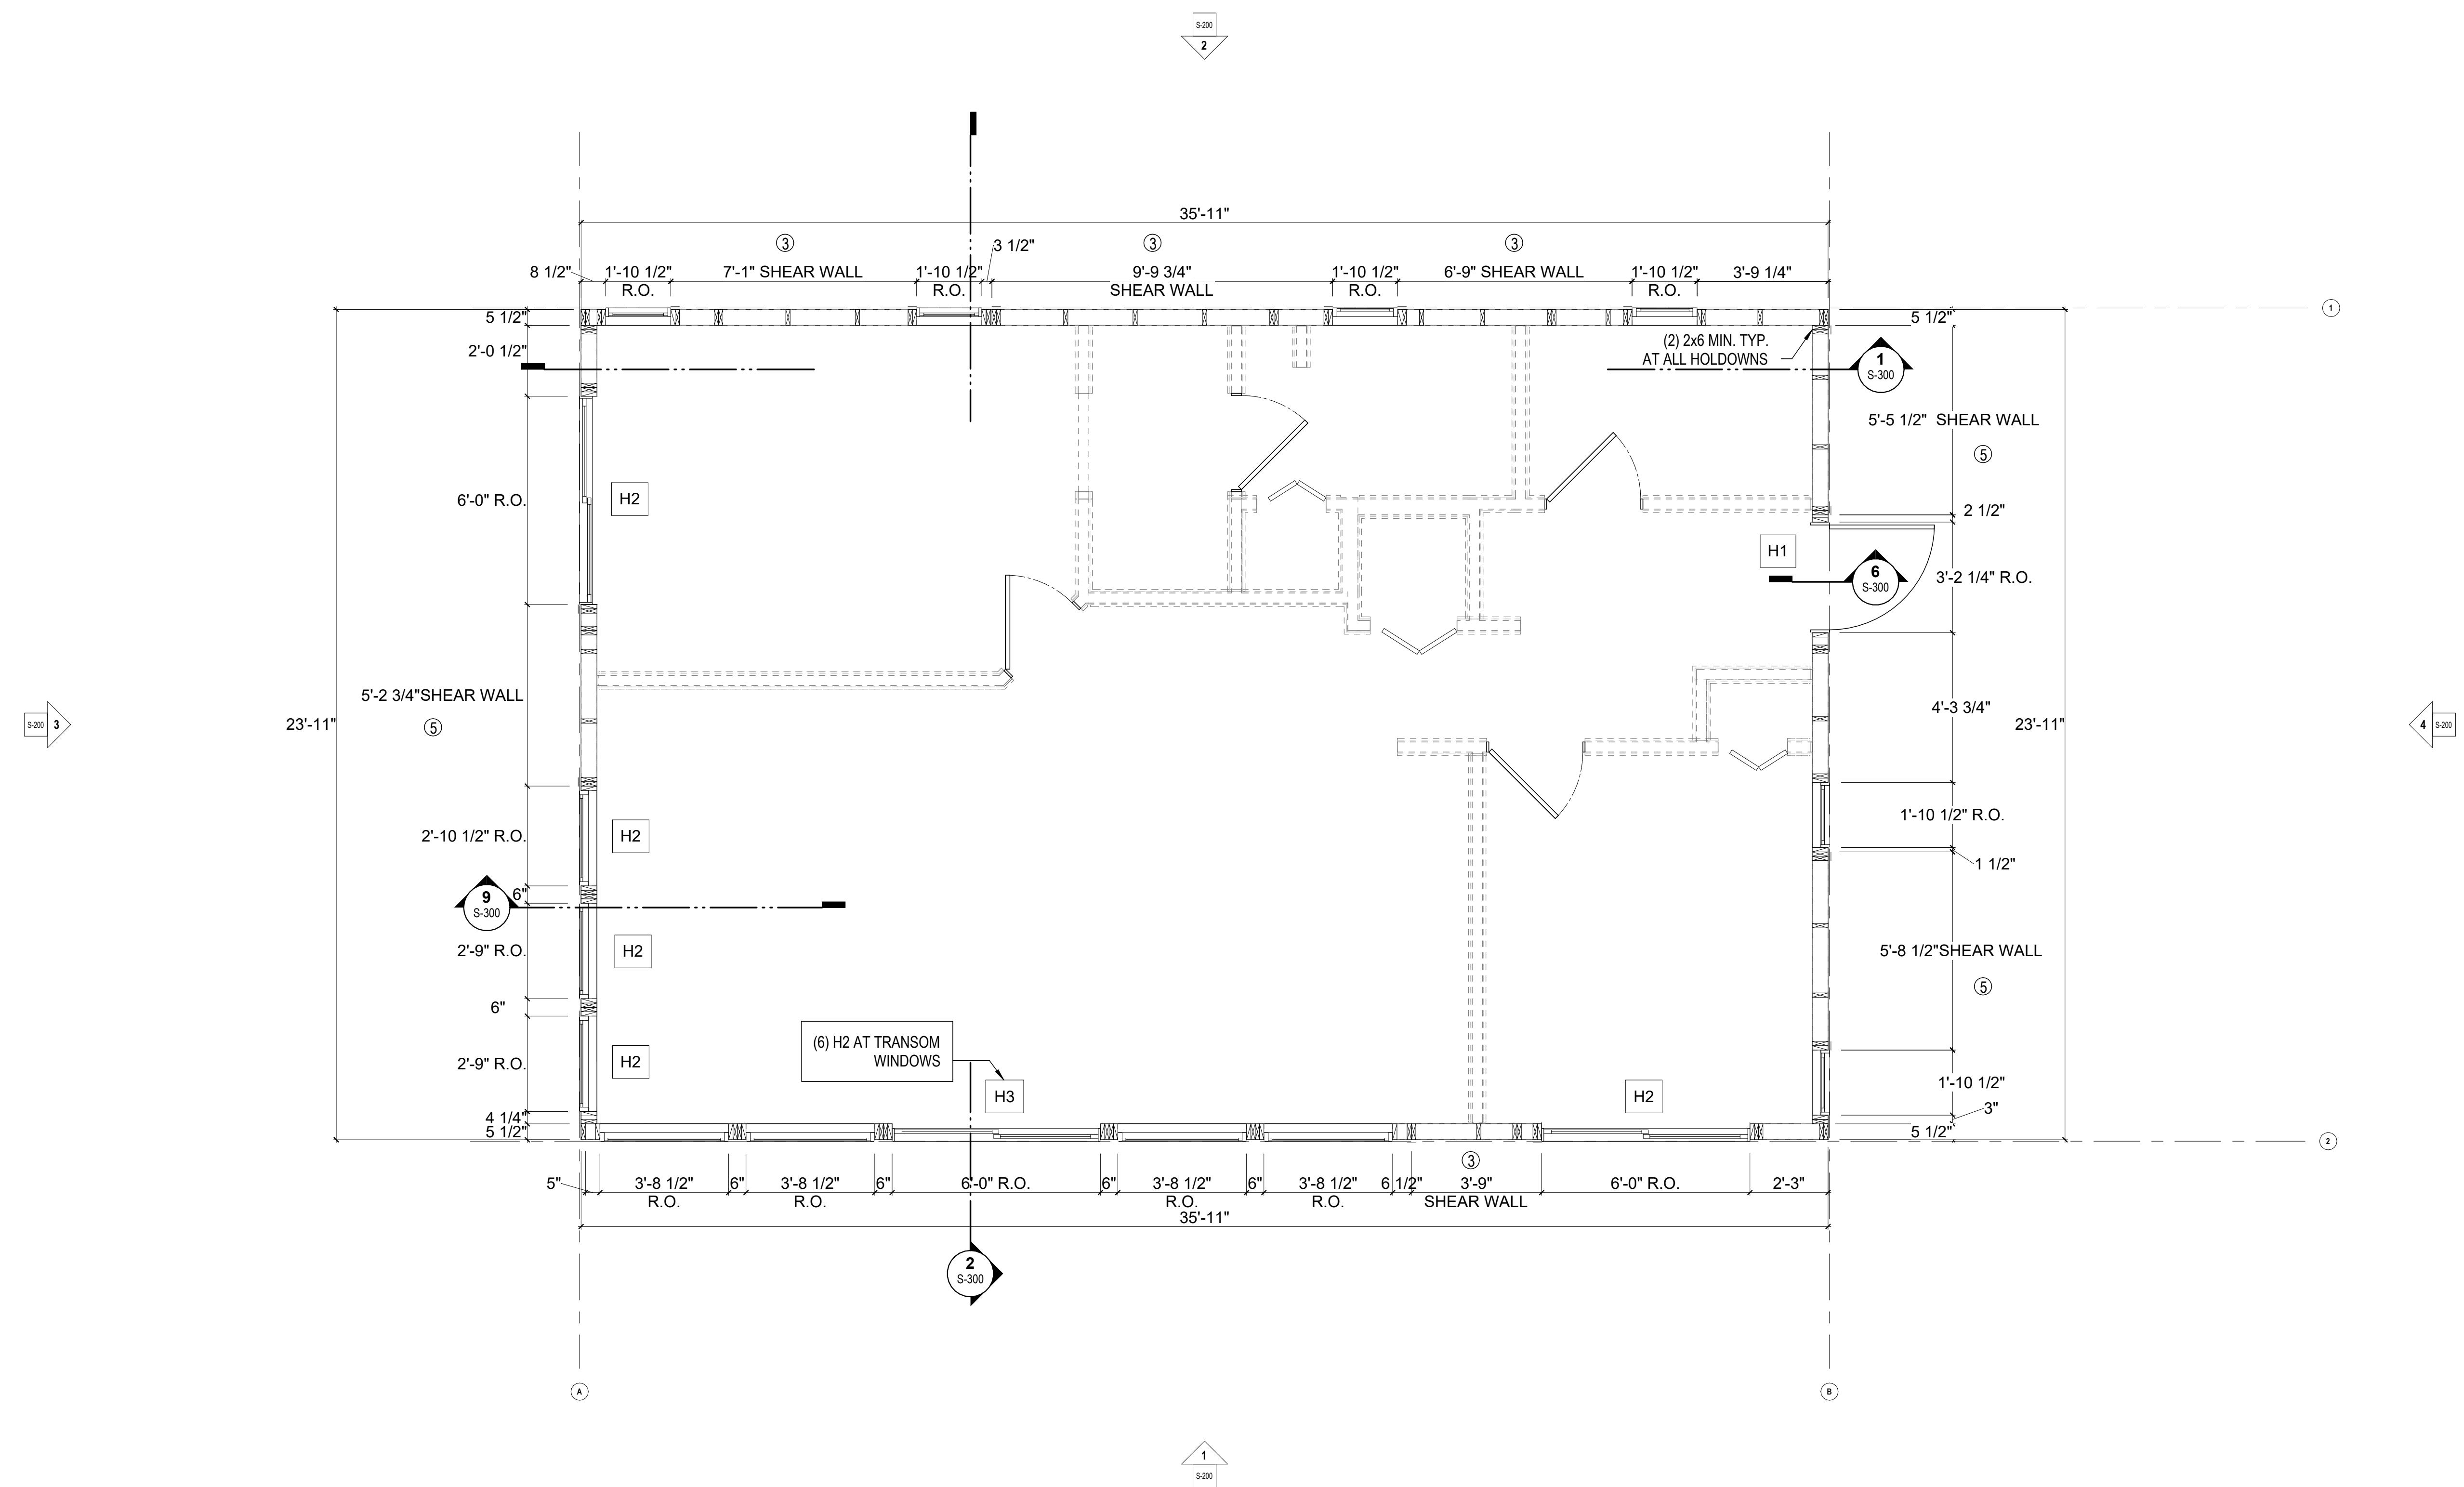 S-200
2
35'-11"
3
3
3
3 1/2"
8 1/2"
1'-10 1/2"
R.O.
7'-1" SHEAR WALL
1'-10 1/2"
R.O.
9'-9 3/4"
SHEAR WALL
1'-10 1/2"
R.O.
6'-9" SHEAR WALL
1'-10 1/2"
R.O.
3'-9 1/4"
1
5 1/2"
5 1/2"
2'-0 1/2"
(2) 2x6 MIN. TYP.
AT ALL HOLDOWNS
1
S-300
5'-5 1/2" SHEAR WALL
5
6'-0" R.O.
H2
2 1/2"
H1
6
S-300
3'-2 1/4" R.O.
5'-2 3/4"SHEAR WALL
5
23'-11"
S-200
3
4'-3 3/4"
23'-11"
4
S-200
2'-10 1/2" R.O.
H2
1'-10 1/2" R.O.
1 1/2"
6"
9
S-300
2'-9" R.O.
H2
5'-8 1/2"SHEAR WALL
5
6"
(6) H2 AT TRANSOM
WINDOWS
2'-9" R.O.
H2
H3
H2
1'-10 1/2"
3"
4 1/4"
5 1/2"
5 1/2"
2
3
5"
3'-8 1/2"
R.O.
6"
3'-8 1/2"
R.O.
6"
6'-0" R.O.
6"
3'-8 1/2"
R.O.
6"
3'-8 1/2"
R.O.
6 1/2"
3'-9"
SHEAR WALL
6'-0" R.O.
2'-3"
35'-11"
2
S-300
A
B
1
S-200